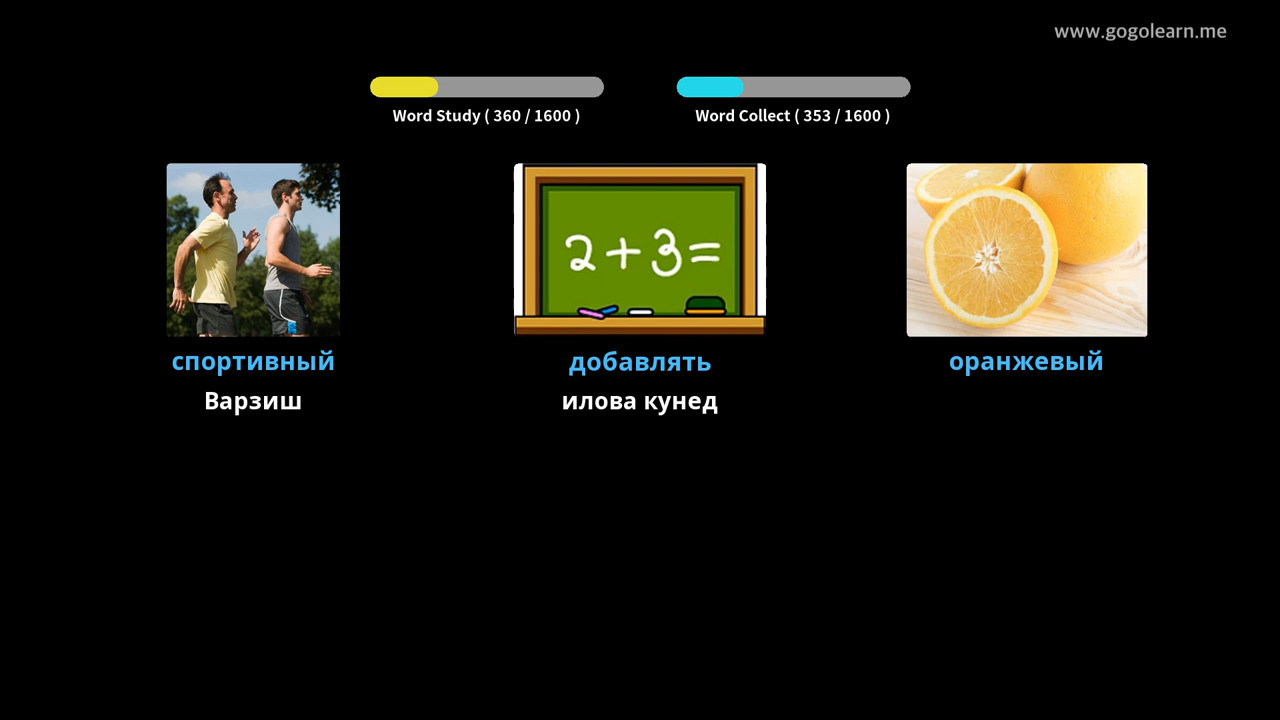 www.gogolearn.me
Word Study ( 360 / 1600 )
Word Collect ( 353 / 1600 )
2+3=
спортивный
добавлять
оранжевый
Варзиш
илова кунед